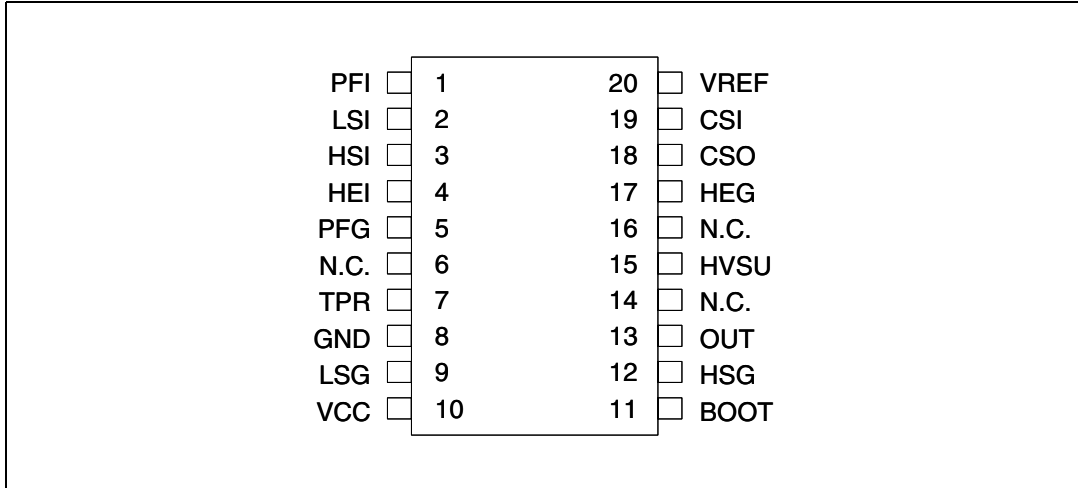 PFI 1 20 VREF
LSI 2 19 CSI
HSI 3 18 CSO
HEI 4 17 HEG
PFG 5 16 N.C.
N.C. 6 15 HVSU
TPR 7 14 N.C.
GND 8 13 OUT
LSG 9 12 HSG
VCC 10 11 BOOT